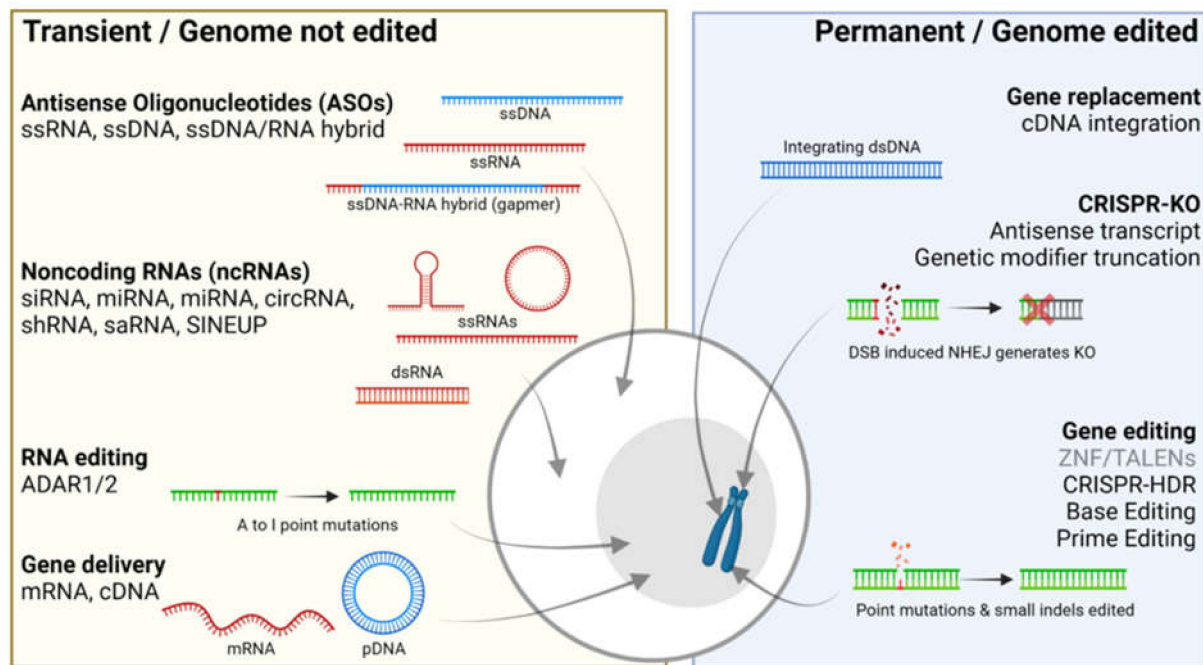 Transient / Genome not edited
Antisense Oligonucleotides (ASOs)
ssRNA, ssDNA, ssDNA/RNA hybrid
ssDNA
ssRNA
ssDNA-RNA hybrid (gapmer)
Noncoding RNAs (ncRNAs)
siRNA, miRNA, miRNA, circRNA,
shRNA, saRNA, SINEUP
ssRNAs
dsRNA
RNA editing
ADAR1/2
A to I point mutations
Gene delivery
mRNA, cDNA
mRNA
pDNA
Permanent / Genome edited
Gene replacement
cDNA integration
Integrating dsDNA
CRISPR-KO
Antisense transcript
Genetic modifier truncation
DSB induced NHEJ generates KO
Gene editing
ZNF/TALENs
CRISPR-HDR
Base Editing
Prime Editing
Point mutations & small indels edited